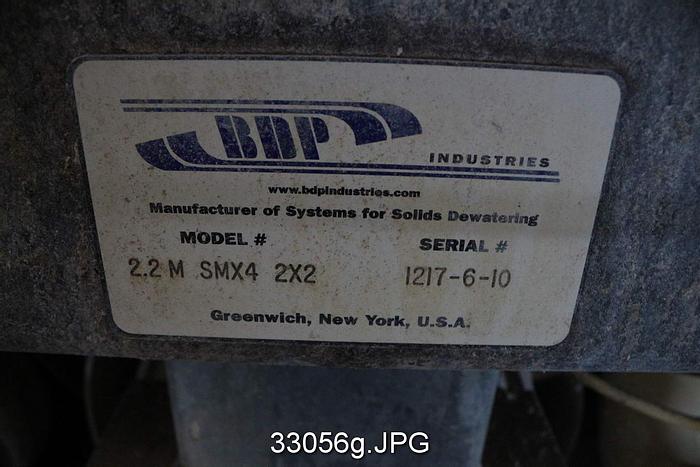 BDP
INDUSTRIES
www.bdpindustries.com
Manufacturer of Systems for Solids Dewatering
MODEL # SERIAL #
2.2 M SMX4 2X2 1217-6-10
Greenwich, New York, U.S.A.
33056g.JPG